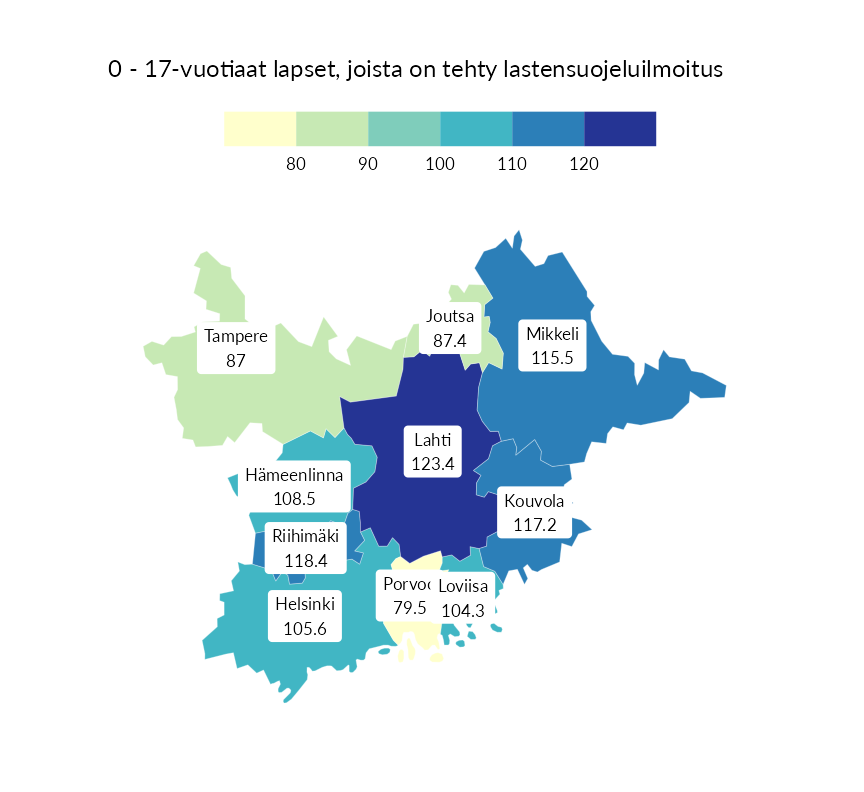 0 - 17-vuotiaat lapset, joista on tehty lastensuojeluilmoitus
80 90 100 110 120
Joutsa
87.4
Tampere
87
Mikkeli
115.5
Lahti
123.4
Hämeenlinna
108.5
Kouvola
117.2
Riihimäki
118.4
Porvoo
79.5
Loviisa
104.3
Helsinki
105.6